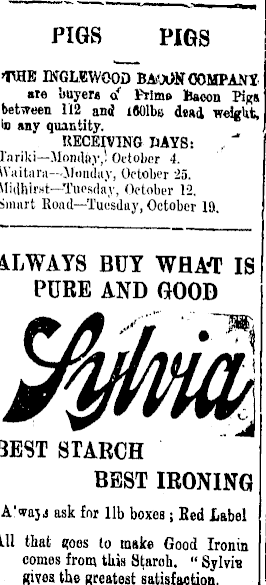 PIGS PIGS
THE INGLEWOOD BACON COMPANY
are buyers of Prime Bacon Pigs
between 112 and 160lbs dead weight,
in any quantity.
RECEIVING DAYS:
Tariki—Monday, October 4.
Waitara—Monday, October 25.
Midhirst—Tuesday, October 12.
Smart Road—Tuesday, October 19.
ALWAYS BUY WHAT IS
PURE AND GOOD
Sylvia
BEST STARCH
BEST IRONING
Always ask for 1lb boxes; Red Label
All that goes to make Good Ironin
comes from this Starch. "Sylvia
gives the greatest satisfaction.